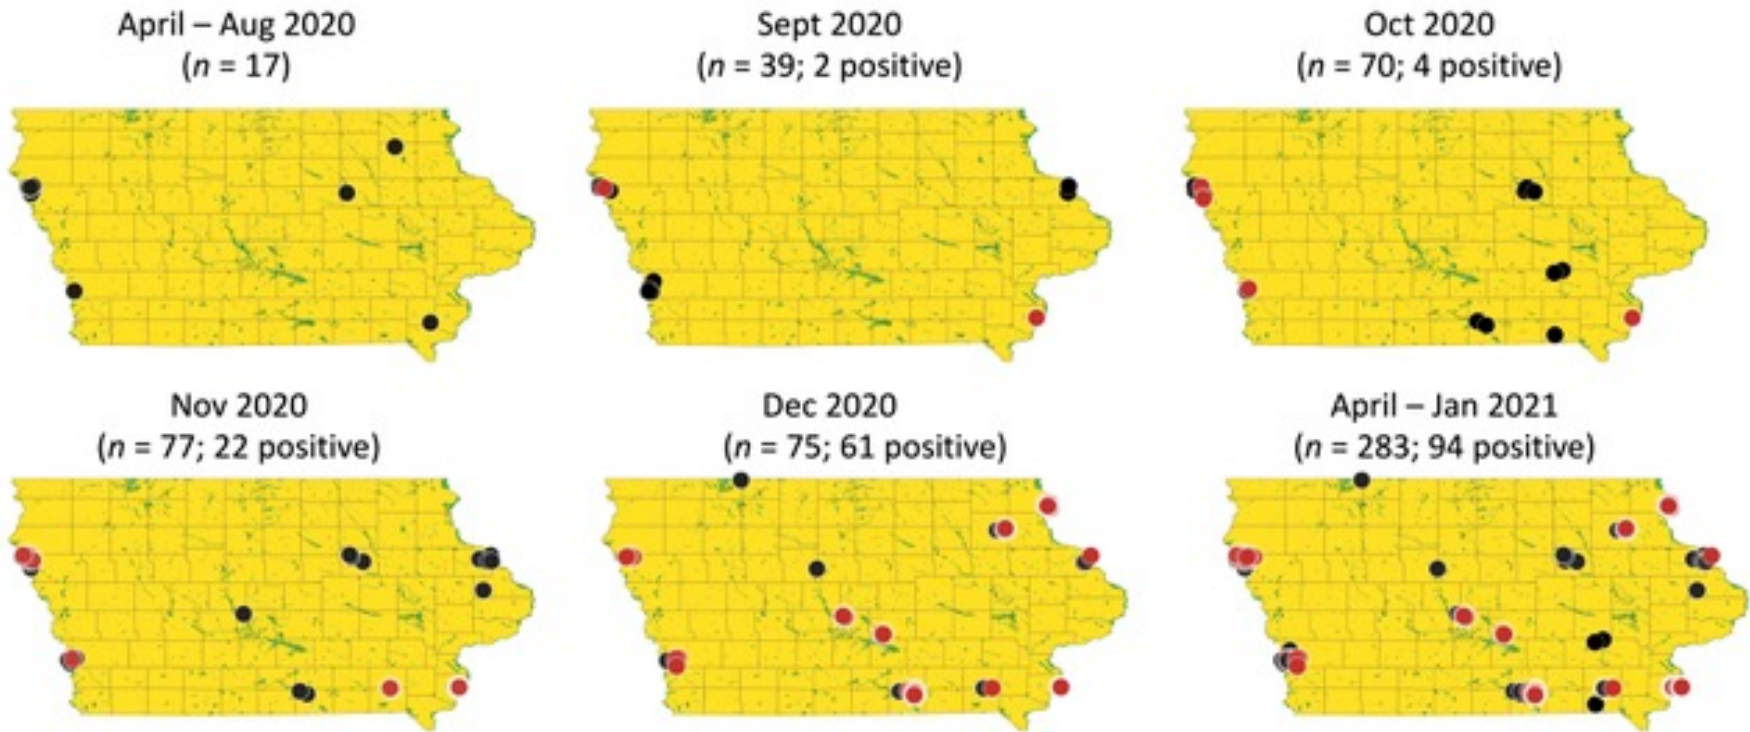 April – Aug 2020
(n = 17)
Sept 2020
(n = 39; 2 positive)
Oct 2020
(n = 70; 4 positive)
Nov 2020
(n = 77; 22 positive)
Dec 2020
(n = 75; 61 positive)
April – Jan 2021
(n = 283; 94 positive)